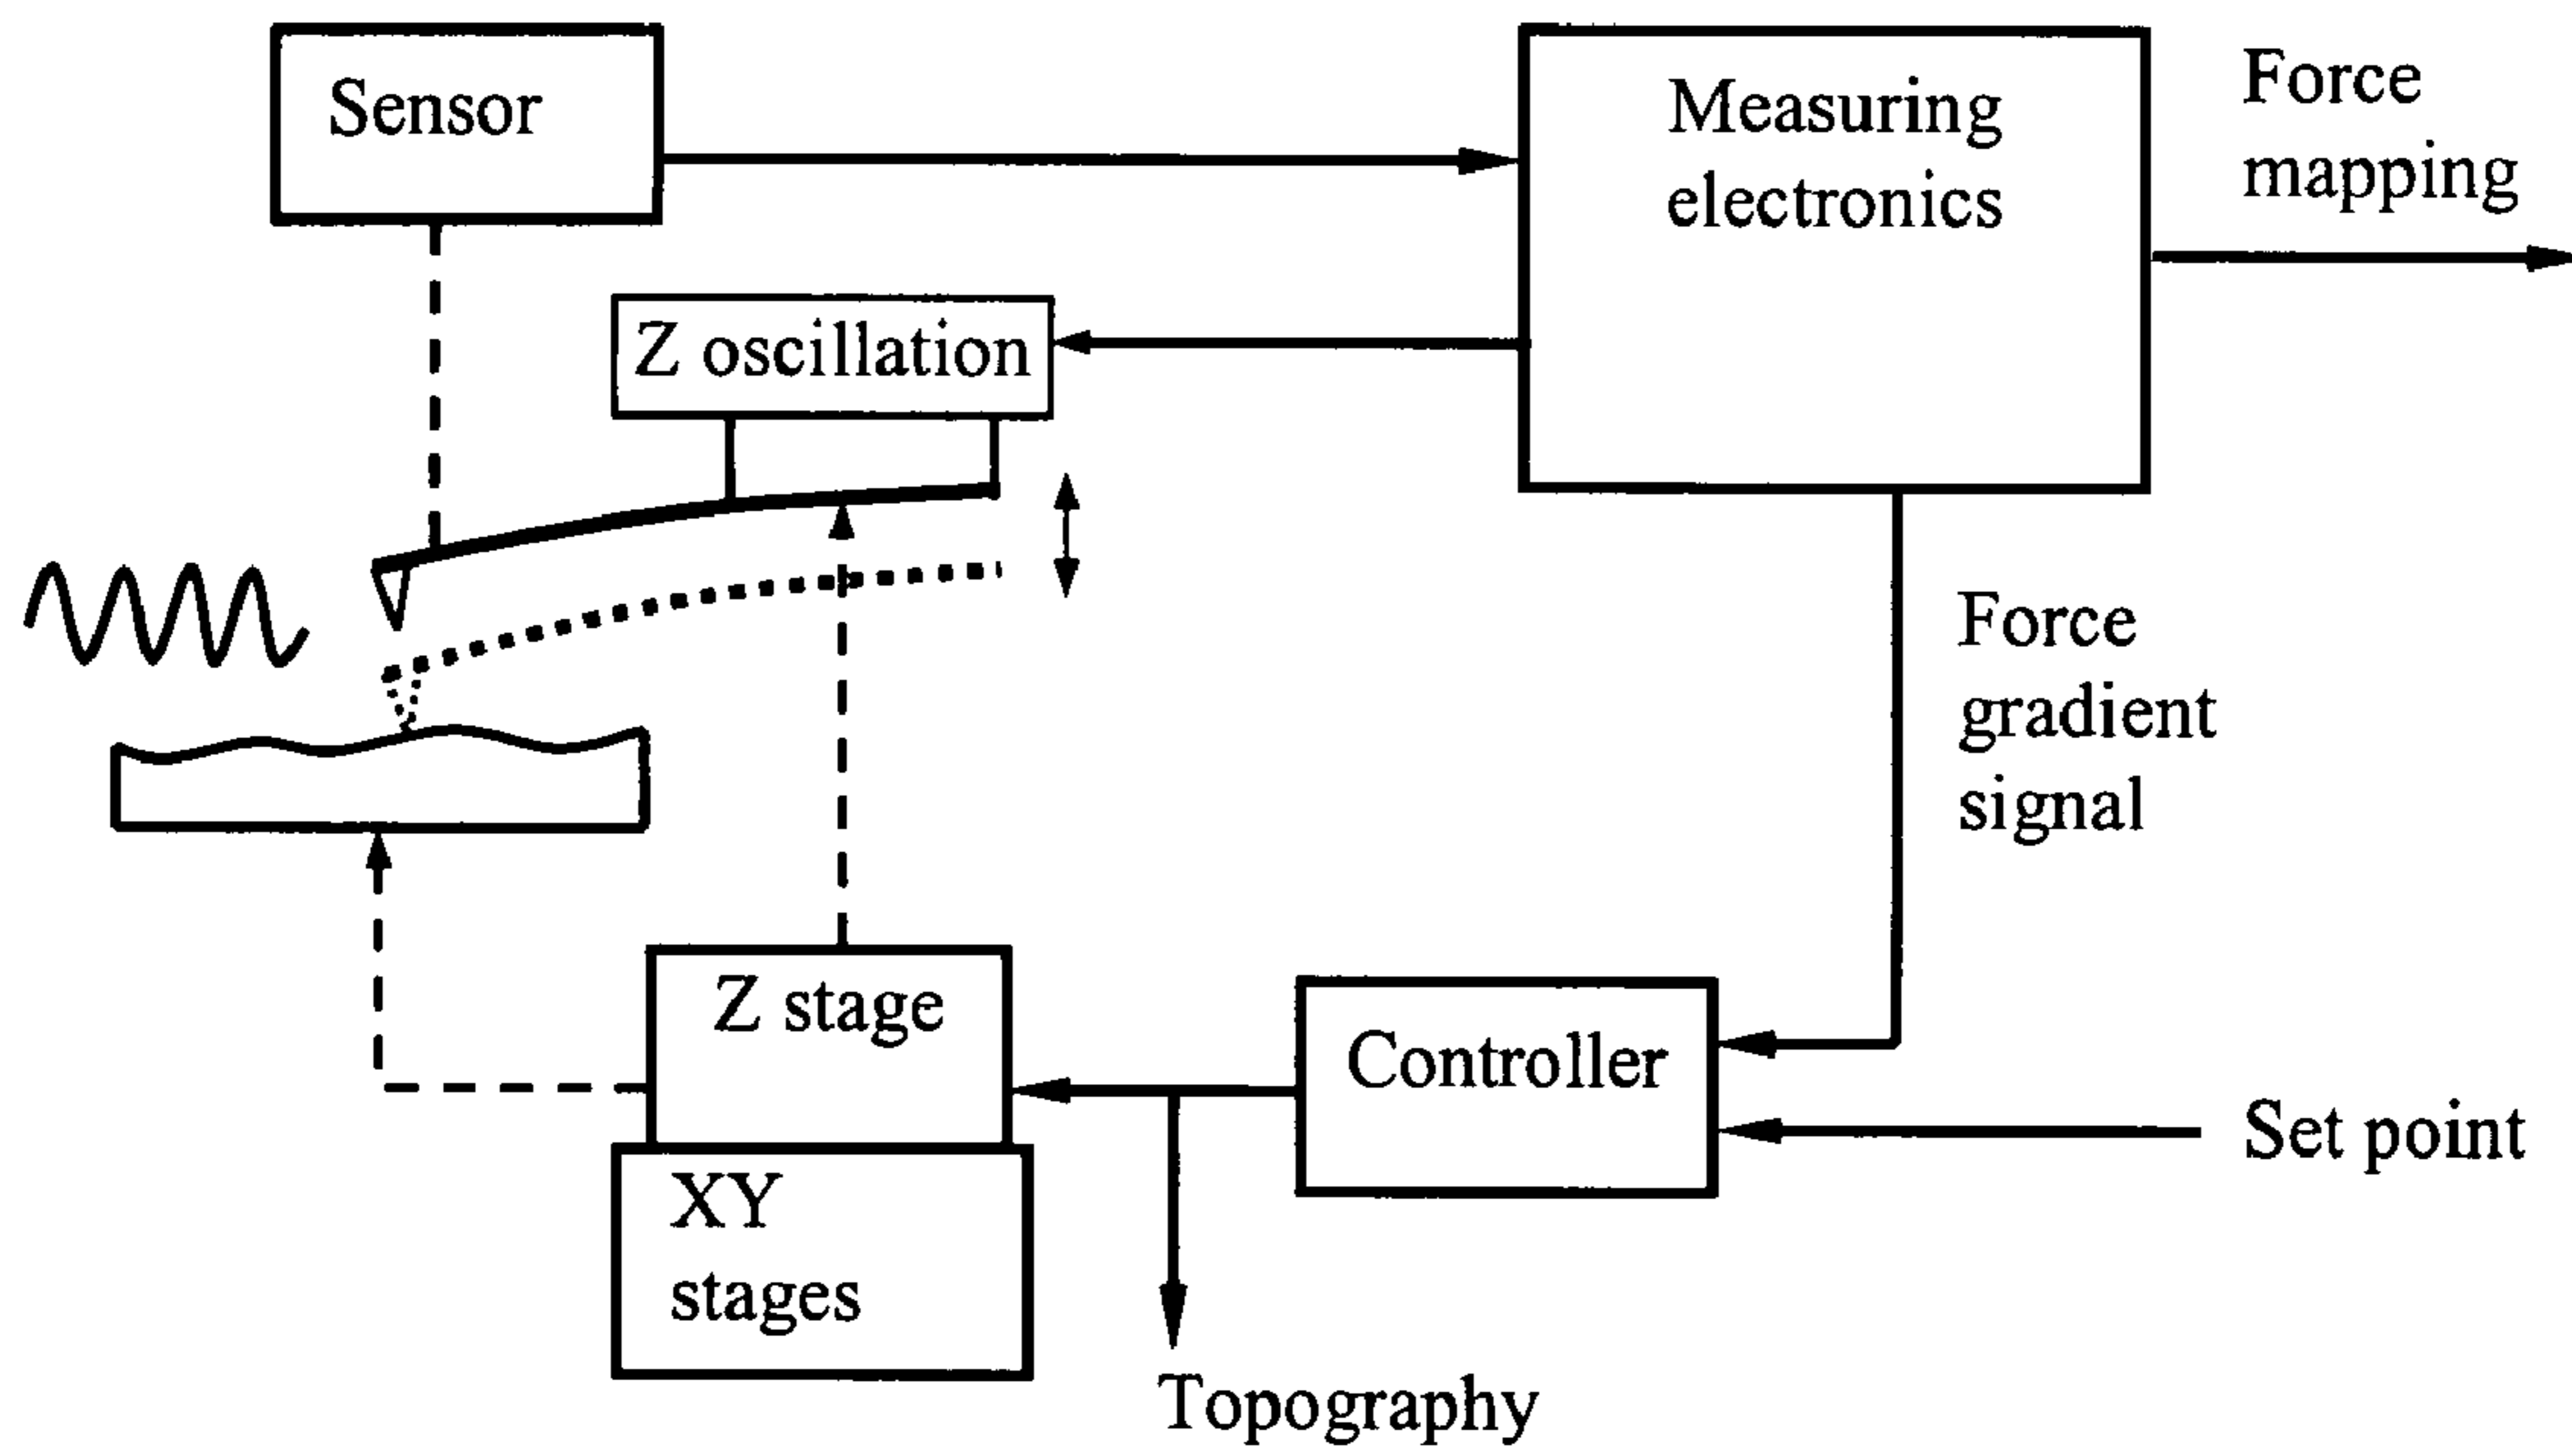 Sensor
Measuring
electronics
Force
mapping
Z oscillation
Force
gradient
signal
Z stage
Controller
XY
stages
Set point
Topography